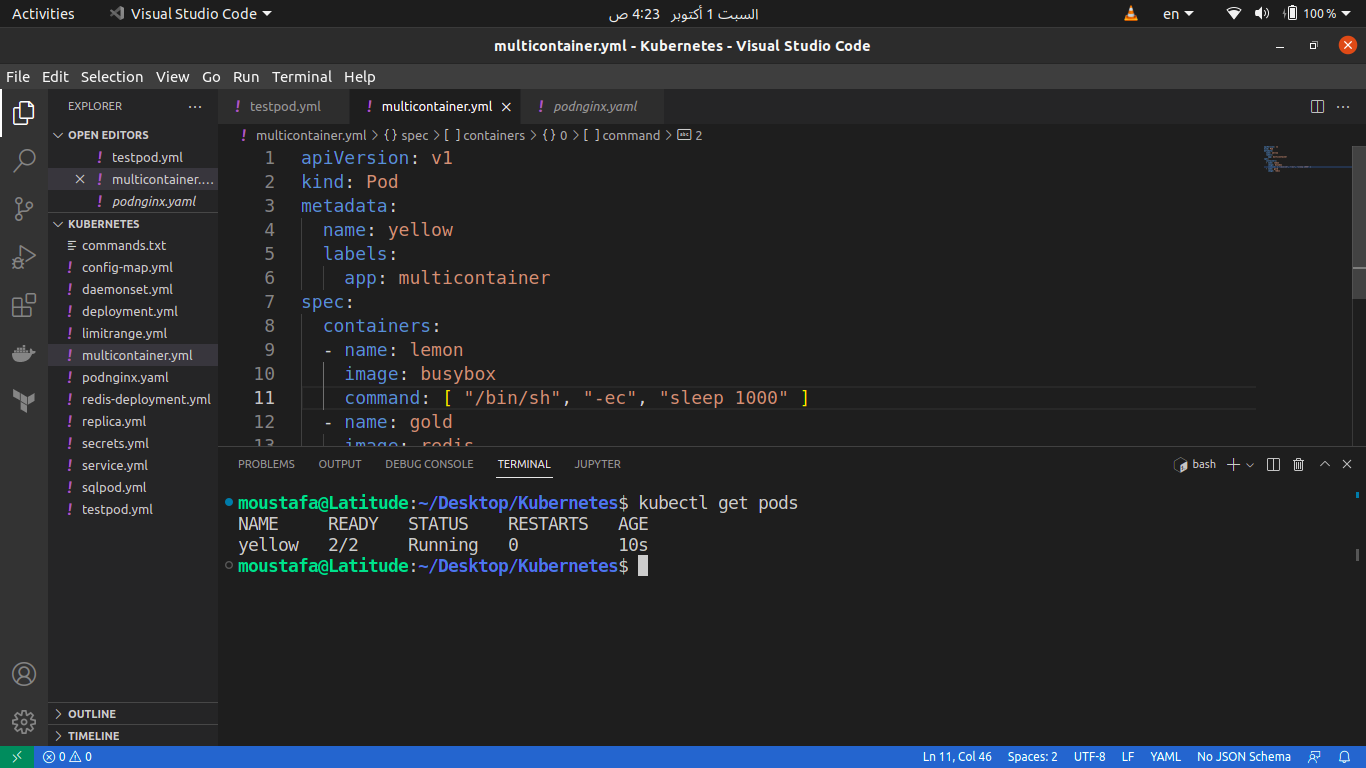 Activities Visual Studio Code السبت 1 أكتوبر 4:23 ص en 100 %
multicontainer.yml - Kubernetes - Visual Studio Code
File Edit Selection View Go Run Terminal Help
EXPLORER ···
OPEN EDITORS
! testpod.yml
× ! multicontainer....
! podnginx.yaml
KUBERNETES
commands.txt
! config-map.yml
! daemonset.yml
! deployment.yml
! limitrange.yml
! multicontainer.yml
! podnginx.yaml
! redis-deployment.yml
! replica.yml
! secrets.yml
! service.yml
! sqlpod.yml
! testpod.yml
OUTLINE
TIMELINE
! testpod.yml ! multicontainer.yml × ! podnginx.yaml ···
! multicontainer.yml > {} spec > [ ] containers > {} 0 > [ ] command > abc 2
1 apiVersion: v1
2 kind: Pod
3 metadata:
4 name: yellow
5 labels:
6 app: multicontainer
7 spec:
8 containers:
9 - name: lemon
10 image: busybox
11 command: [ "/bin/sh", "-ec", "sleep 1000" ]
12 - name: gold
13 image: redis
PROBLEMS OUTPUT DEBUG CONSOLE TERMINAL JUPYTER bash
moustafa@Latitude:~/Desktop/Kubernetes$ kubectl get pods
NAME READY STATUS RESTARTS AGE
yellow 2/2 Running 0 10s
moustafa@Latitude:~/Desktop/Kubernetes$
0 0 Ln 11, Col 46 Spaces: 2 UTF-8 LF YAML No JSON Schema